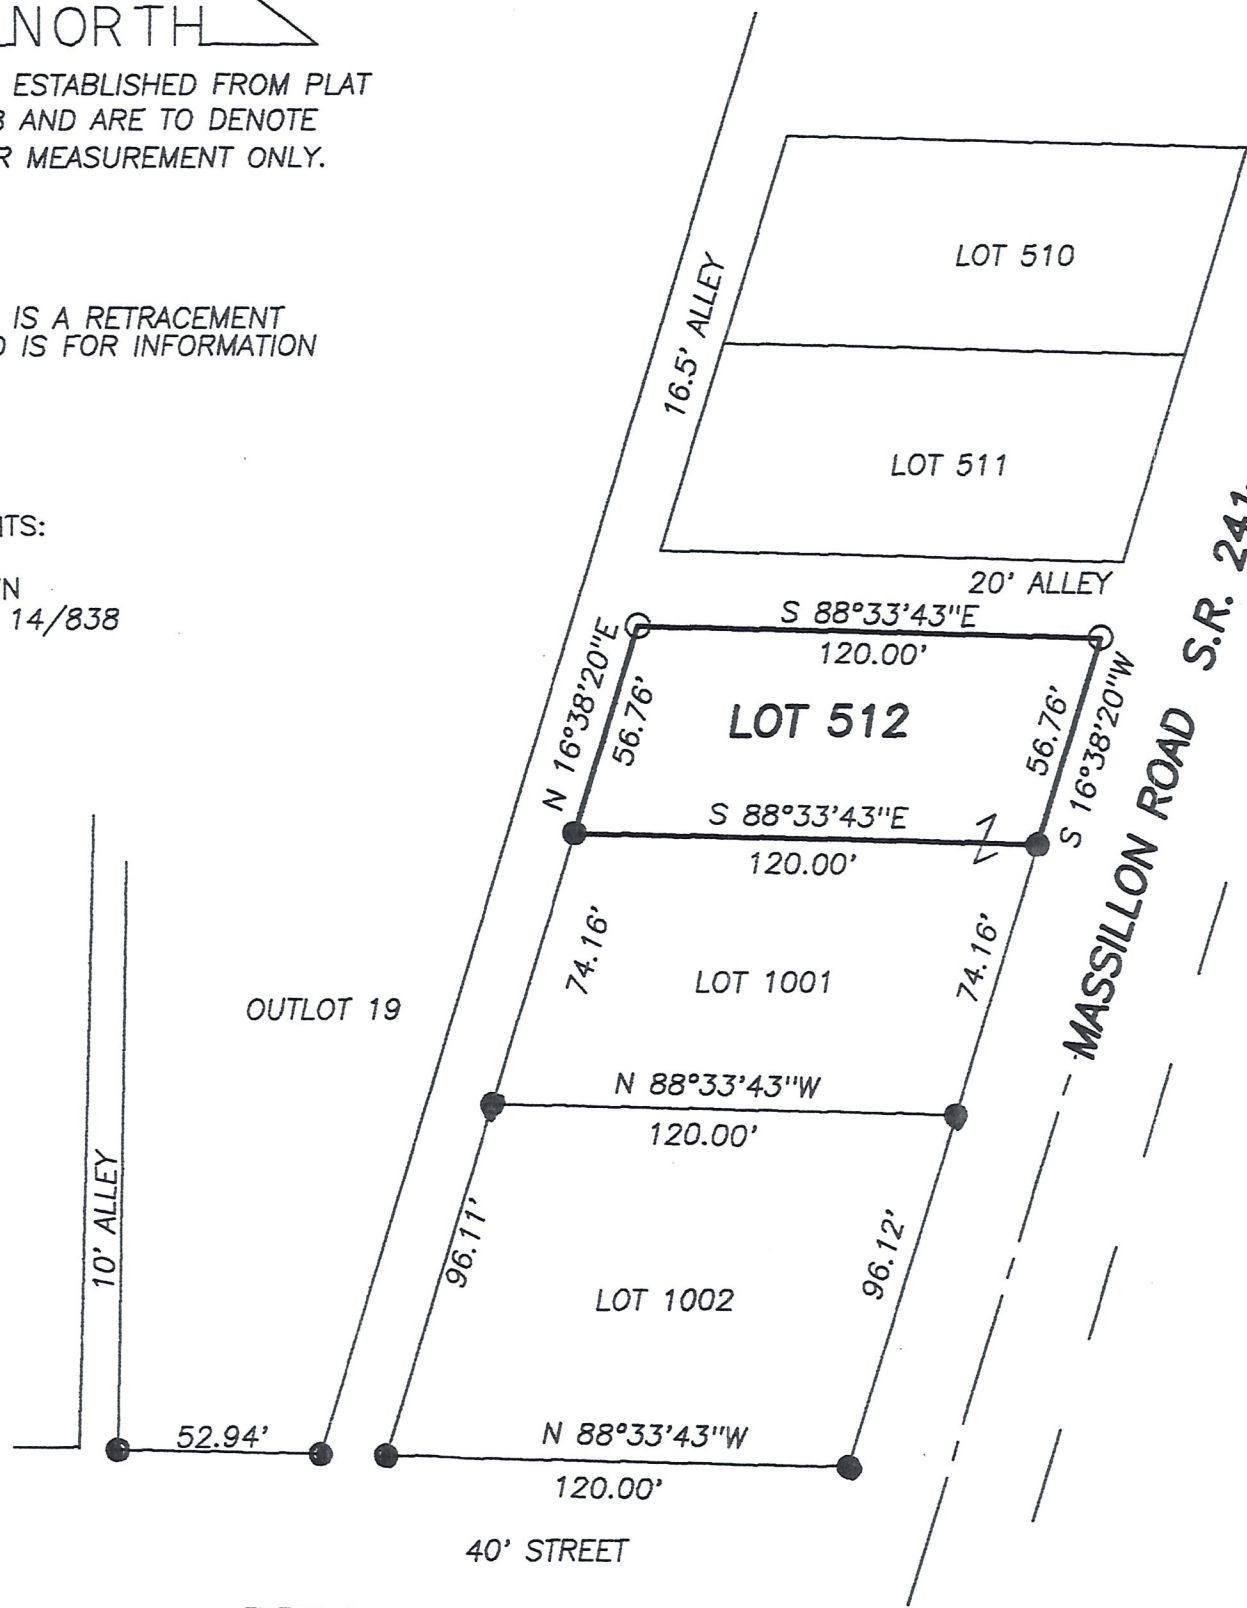 NORTH
ESTABLISHED FROM PLAT
AND ARE TO DENOTE
MEASUREMENT ONLY.
IS A RETRACEMENT
IS FOR INFORMATION
14/838
LOT 510
16.5' ALLEY
LOT 511
20' ALLEY
S 88°33'43"E
120.00'
N 16°38'20"E
56.76'
LOT 512
56.76'
S 16°38'20"W
MASSILLON ROAD S.R. 241
S 88°33'43"E
120.00'
74.16'
LOT 1001
74.16'
OUTLOT 19
N 88°33'43"W
120.00'
10' ALLEY
96.11'
LOT 1002
96.12'
52.94'
N 88°33'43"W
120.00'
40' STREET